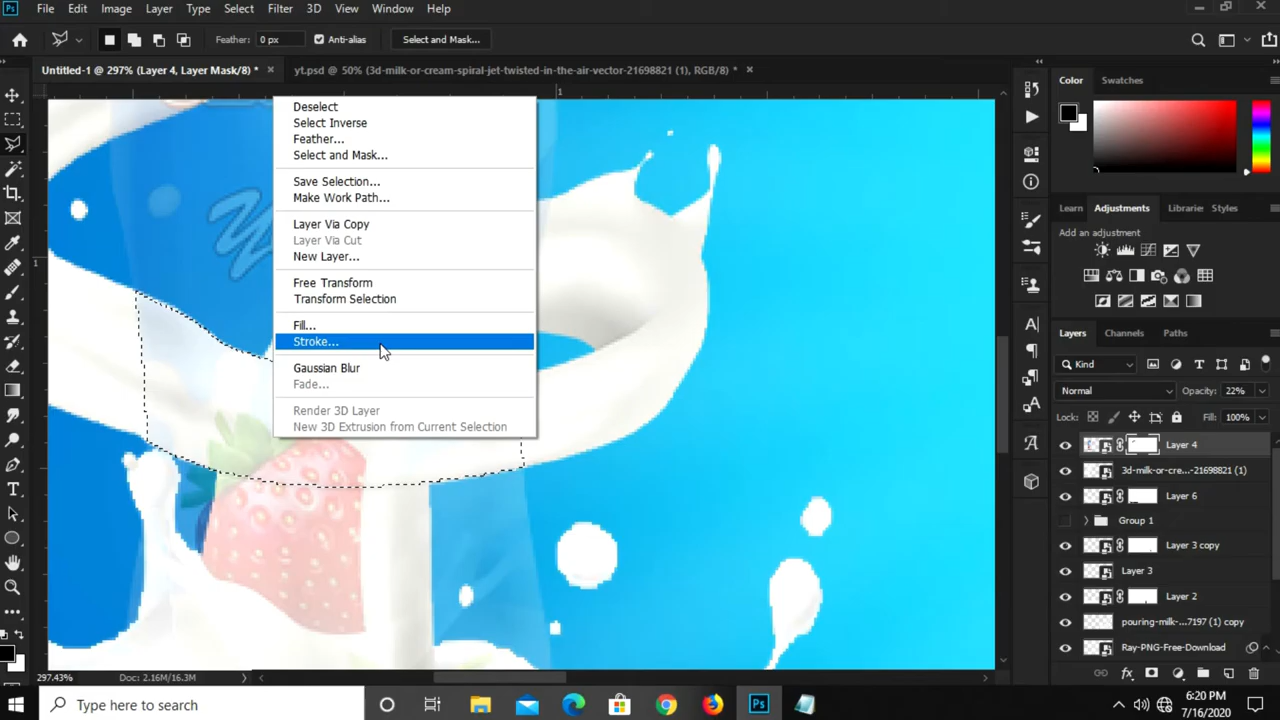 Ps File Edit Image Layer Type Select Filter 3D View Window Help
Feather: 0 px Anti-alias Select and Mask...
Untitled-1 @ 297% (Layer 4, Layer Mask/8) *
yt.psd @ 50% (3d-milk-or-cream-spiral-jet-twisted-in-the-air-vector-21698821 (1), RGB/8) *
1
1
Deselect
Select Inverse
Feather...
Select and Mask...
Save Selection...
Make Work Path...
Layer Via Copy
Layer Via Cut
New Layer...
Free Transform
Transform Selection
Fill...
Stroke...
Gaussian Blur
Fade...
Render 3D Layer
New 3D Extrusion from Current Selection
Color Swatches
Learn Adjustments Librarie Styles
Add an adjustment
Layers Channels Paths
Kind
Normal Opacity: 22%
Lock: Fill: 100%
Layer 4
3d-milk-or-cre...-21698821 (1)
Layer 6
Group 1
Layer 3 copy
Layer 3
Layer 2
pouring-milk-...7197 (1) copy
Ray-PNG-Free-Download
297.43% Doc: 2.16M/16.3M
Type here to search
Ps
6:20 PM
7/16/2020